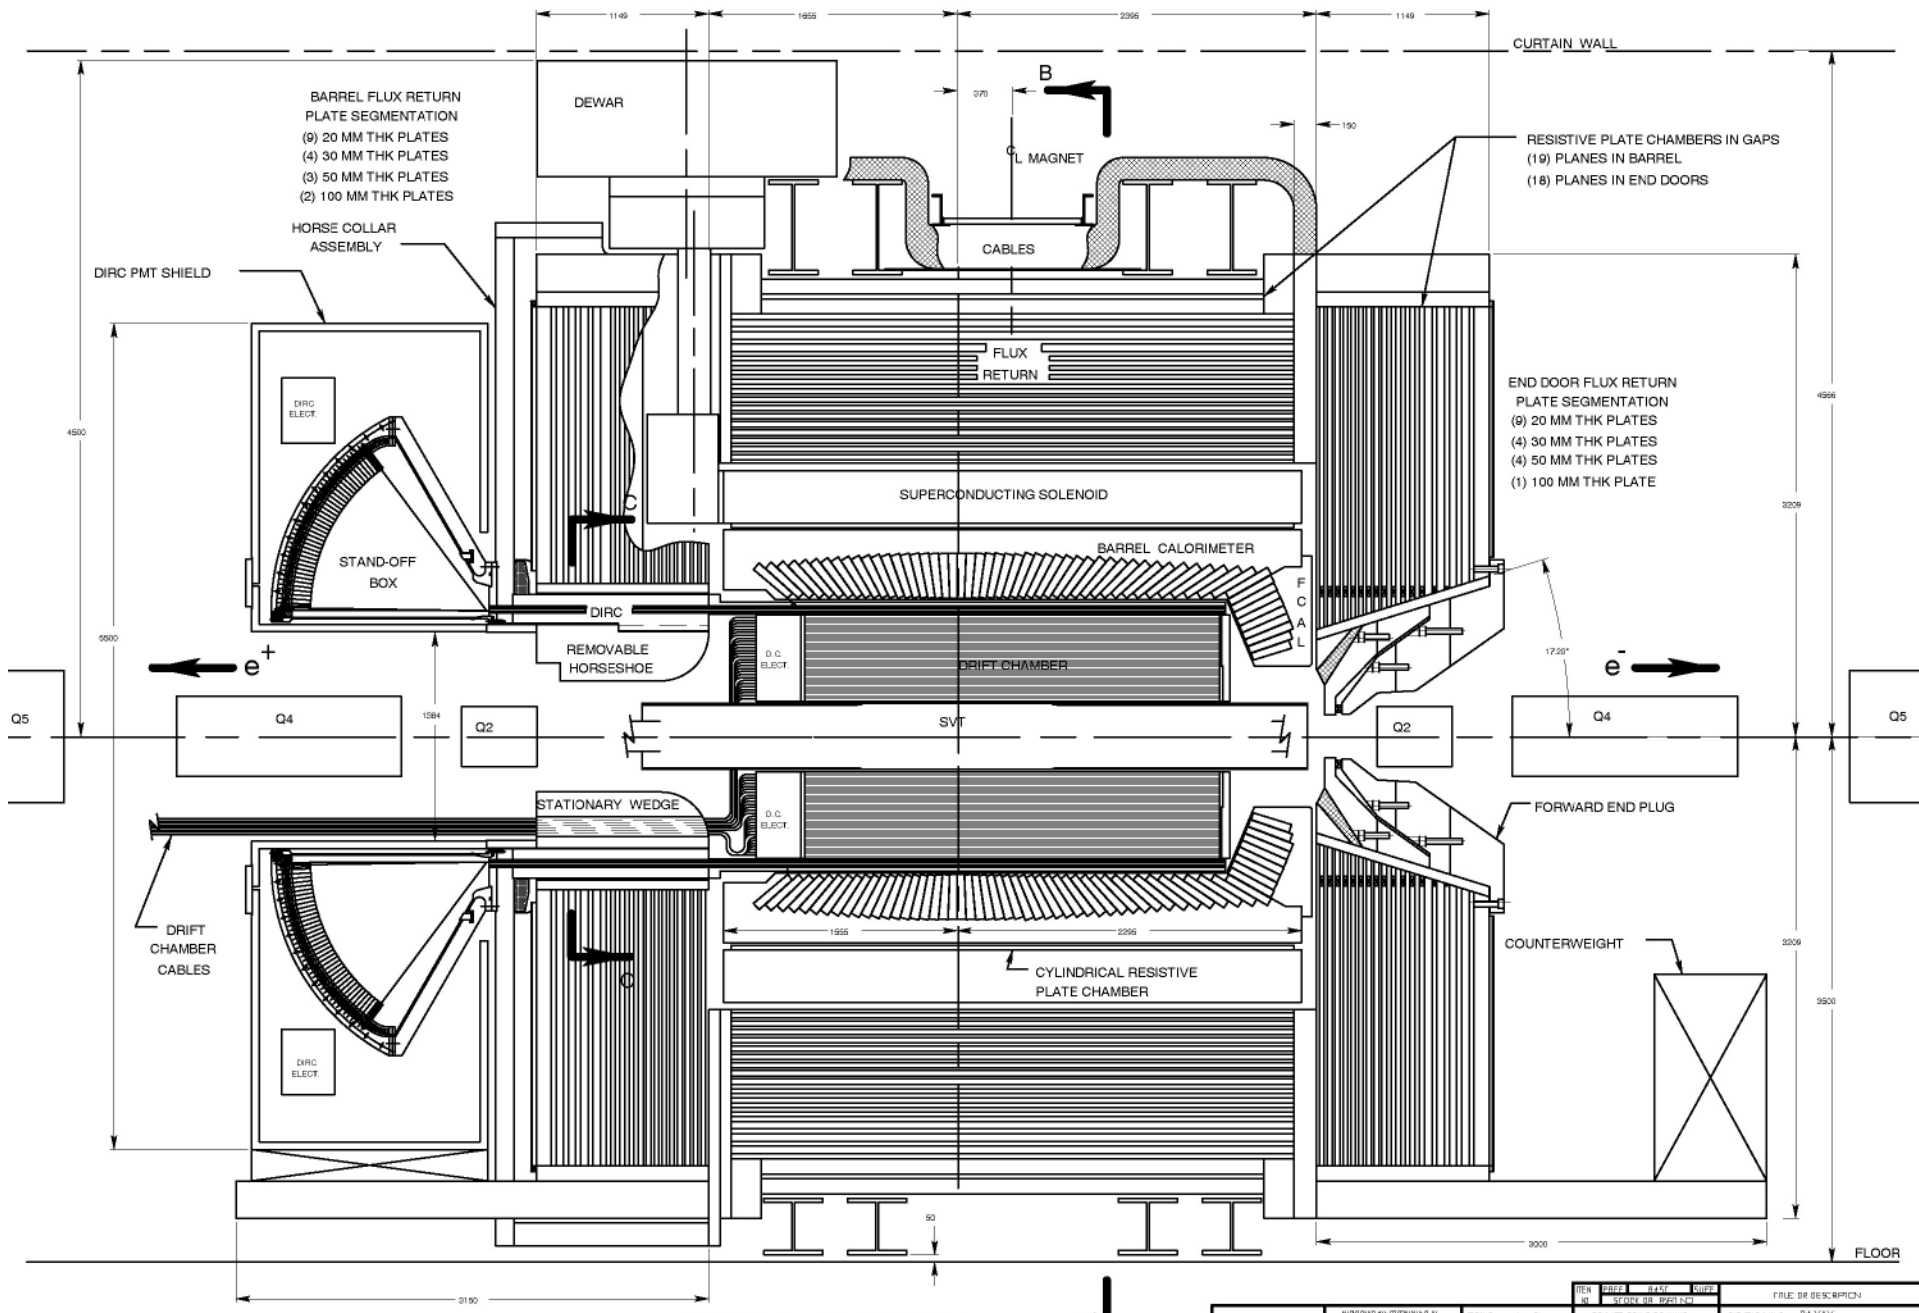 1149
1655
2395
1149
CURTAIN WALL
B
370
DEWAR
BARREL FLUX RETURN
PLATE SEGMENTATION
(9) 20 MM THK PLATES
(4) 30 MM THK PLATES
(3) 50 MM THK PLATES
(2) 100 MM THK PLATES
160
CL MAGNET
RESISTIVE PLATE CHAMBERS IN GAPS
(19) PLANES IN BARREL
(18) PLANES IN END DOORS
HORSE COLLAR
ASSEMBLY
CABLES
DIRC PMT SHIELD
FLUX
RETURN
END DOOR FLUX RETURN
PLATE SEGMENTATION
(9) 20 MM THK PLATES
(4) 30 MM THK PLATES
(4) 50 MM THK PLATES
(1) 100 MM THK PLATE
DIRC
ELECT.
4500
SUPERCONDUCTING SOLENOID
C
3209
BARREL CALORIMETER
STAND-OFF
BOX
F
C
A
L
DIRC
REMOVABLE
HORSESHOE
D.C.
ELECT.
DRIFT CHAMBER
17.20°
e+
e-
Q5
Q4
1384
Q2
SVT
Q2
Q4
Q5
STATIONARY WEDGE
D.C.
ELECT.
FORWARD END PLUG
DRIFT
CHAMBER
CABLES
1555
2295
COUNTERWEIGHT
3209
C
CYLINDRICAL RESISTIVE
PLATE CHAMBER
3500
DIRC
ELECT.
50
3000
FLOOR
3150
TITLE OR DESCRIPTION